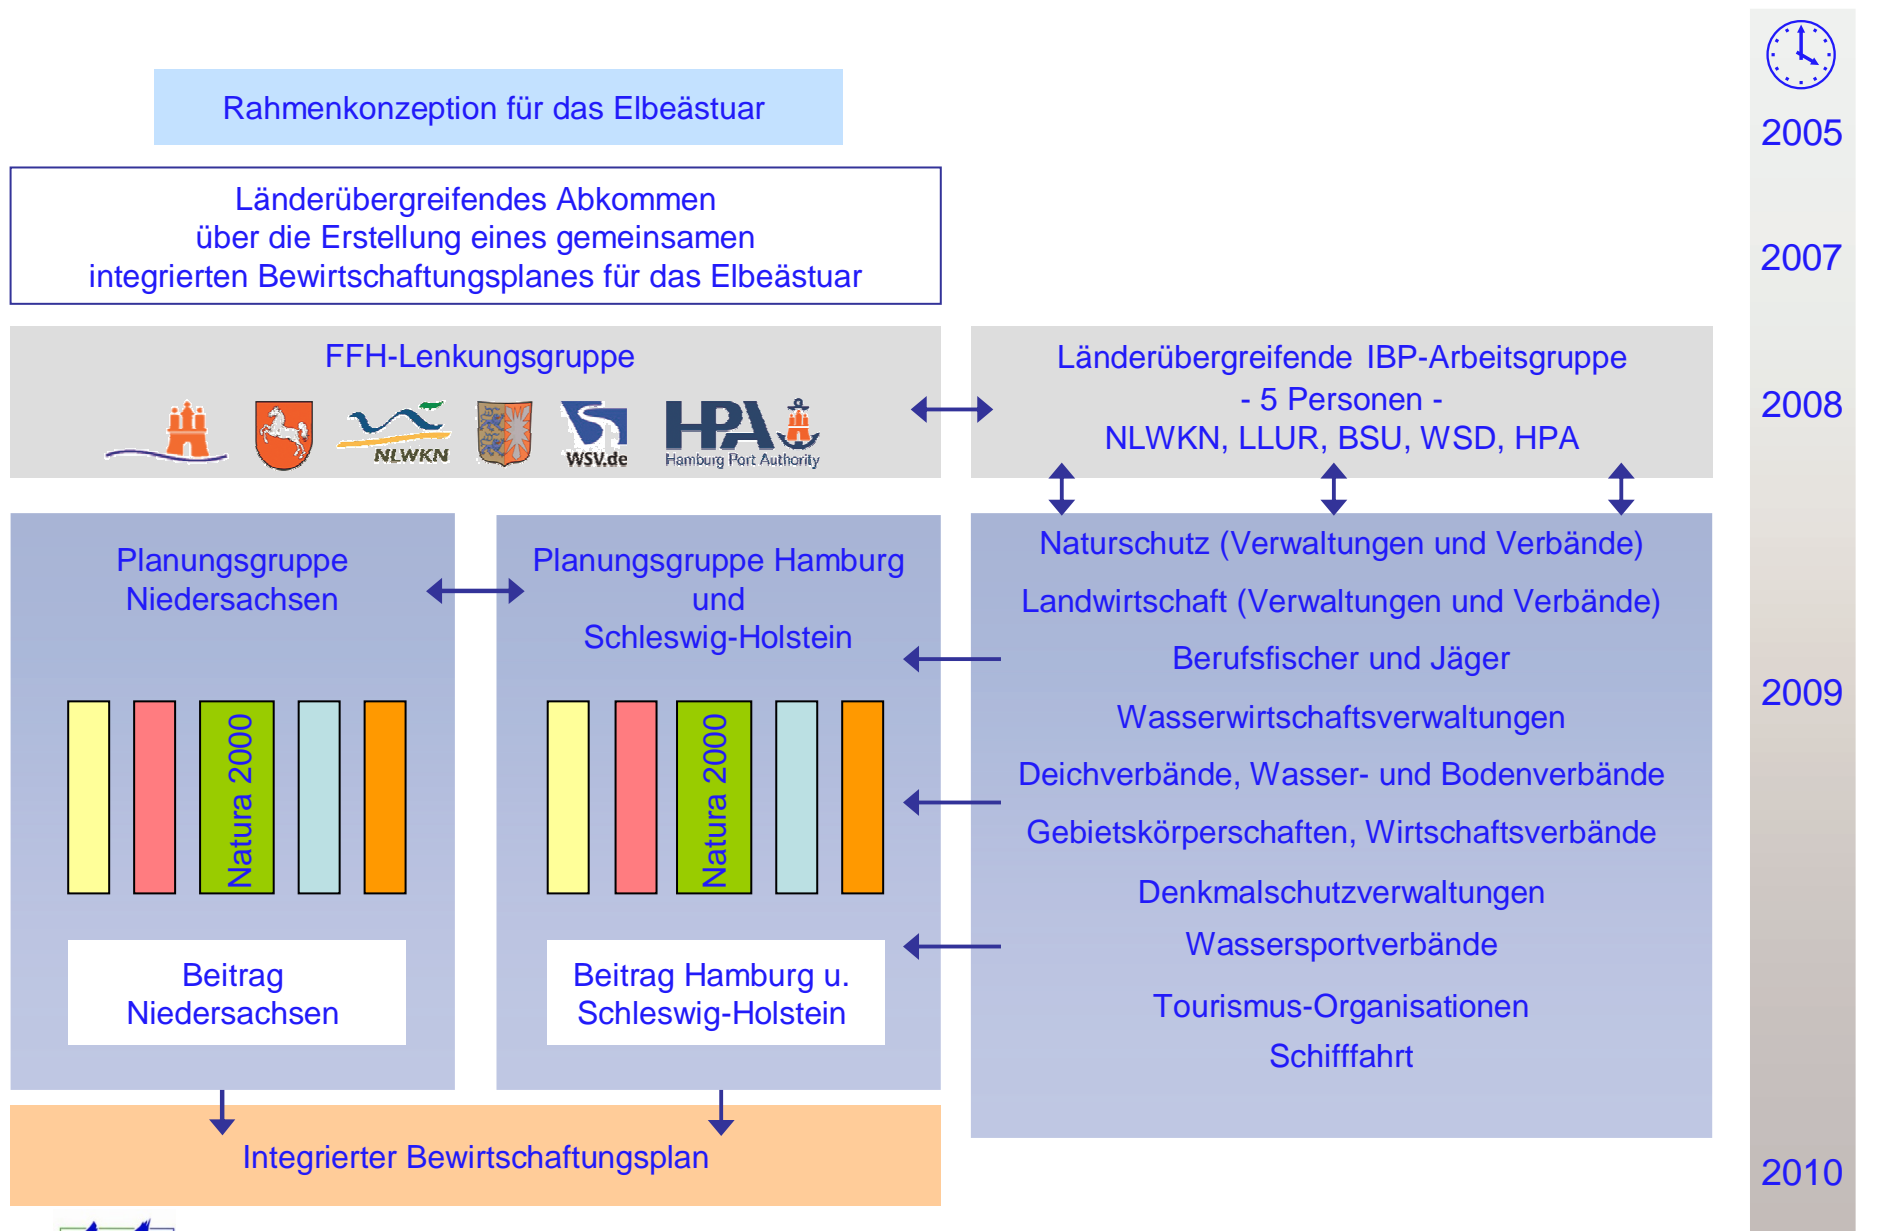 Rahmenkonzeption für das Elbeästuar
2005
Länderübergreifendes Abkommen
über die Erstellung eines gemeinsamen
integrierten Bewirtschaftungsplanes für das Elbeästuar
2007
FFH-Lenkungsgruppe
NLWKN
WSV.de
HPA
Hamburg Port Authority
Länderübergreifende IBP-Arbeitsgruppe
- 5 Personen -
NLWKN, LLUR, BSU, WSD, HPA
2008
Planungsgruppe
Niedersachsen
Natura 2000
Beitrag
Niedersachsen
Planungsgruppe Hamburg
und
Schleswig-Holstein
Natura 2000
Beitrag Hamburg u.
Schleswig-Holstein
Naturschutz (Verwaltungen und Verbände)
Landwirtschaft (Verwaltungen und Verbände)
Berufsfischer und Jäger
Wasserwirtschaftsverwaltungen
Deichverbände, Wasser- und Bodenverbände
Gebietskörperschaften, Wirtschaftsverbände
Denkmalschutzverwaltungen
Wassersportverbände
Tourismus-Organisationen
Schifffahrt
2009
Integrierter Bewirtschaftungsplan
2010